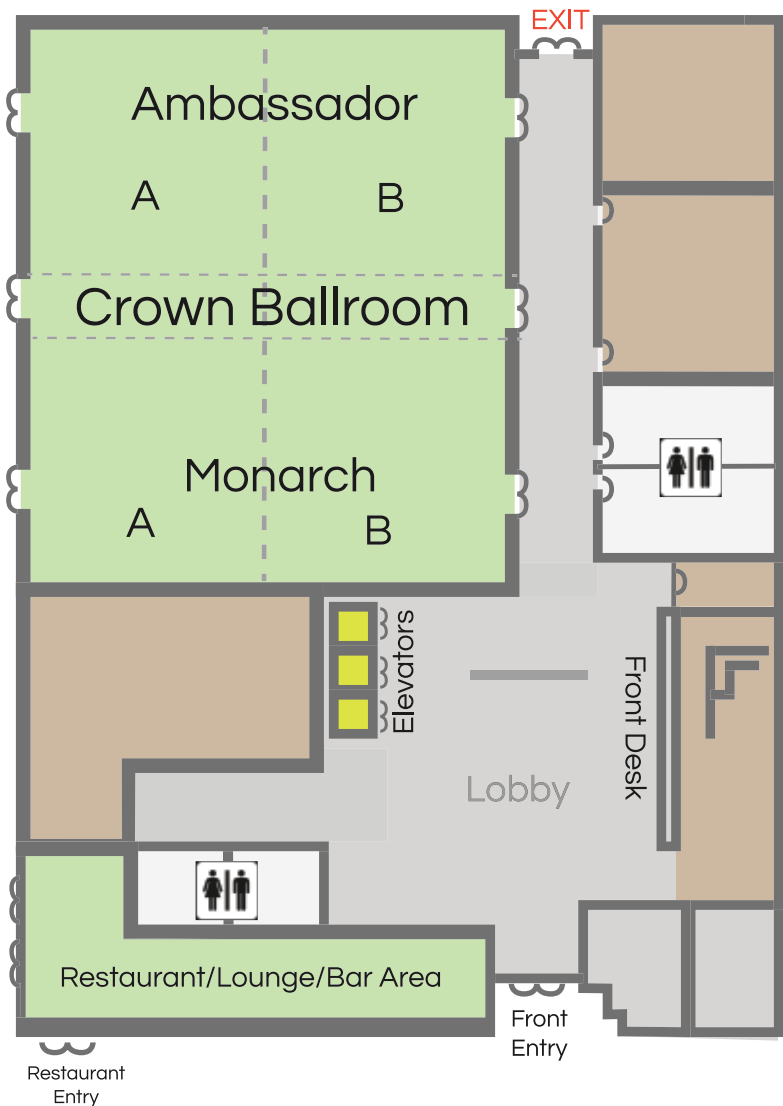 EXIT
Ambassador
A B
Crown Ballroom
Monarch
A B
Elevators
Front Desk
Lobby
Restaurant/Lounge/Bar Area
Front
Entry
Restaurant
Entry